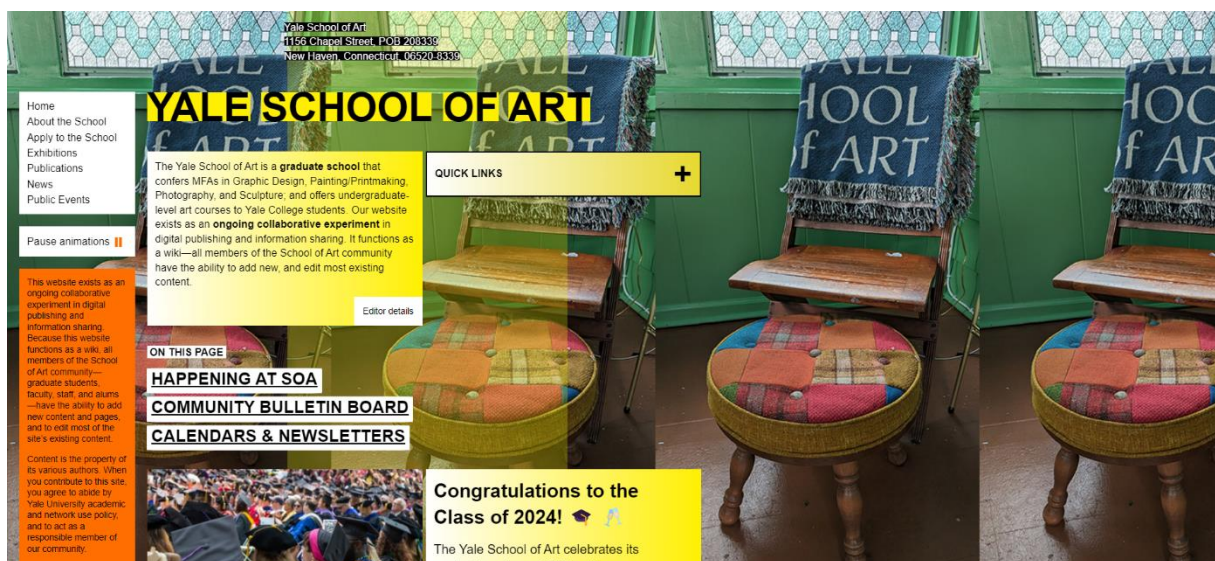 Yale School of Art
1156 Chapel Street, POB 208339
New Haven, Connecticut, 06520-8339
YALE SCHOOL OF ART
Home
About the School
Apply to the School
Exhibitions
Publications
News
Public Events
Pause animations
This website exists as an
ongoing collaborative
experiment in digital
publishing and
information sharing.
Because this website
functions as a wiki, all
members of the School
of Art community—
graduate students,
faculty, staff, and alums
—have the ability to add
new content and pages,
and to edit most of the
site's existing content.
Content is the property of
its various authors. When
you contribute to this site,
you agree to abide by
Yale University academic
and network use policy,
and to act as a
responsible member of
our community.
The Yale School of Art is a graduate school that
confers MFAs in Graphic Design, Painting/Printmaking,
Photography, and Sculpture; and offers undergraduate-
level art courses to Yale College students. Our website
exists as an ongoing collaborative experiment in
digital publishing and information sharing. It functions as
a wiki—all members of the School of Art community
have the ability to add new, and edit most existing
content.
Editor details
QUICK LINKS
ON THIS PAGE
HAPPENING AT SOA
COMMUNITY BULLETIN BOARD
CALENDARS & NEWSLETTERS
Congratulations to the
Class of 2024! 🎓 🥂
The Yale School of Art celebrates its
ALE
HOOL
of ART
ALE
HOOL
of ART
ALL
HOO
f AR